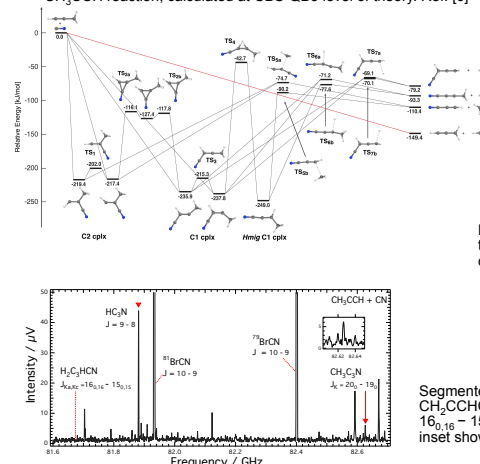 CH3CCH reaction, calculated at CBS-QB3 level of theory. Ref. [6]
Relative Energy [kJ/mol]
0
-50
-100
-150
-200
-250
0.0
TS1
-202.0
-219.4
-217.4
TS2a
TS2b
-127.4
-117.8
TS3
-215.3
-235.9
-237.8
TS4
-42.7
-249.0
TS5a
-74.7
-90.2
TS5b
TS6a
-71.2
-77.6
TS6b
TS7a
-69.1
-70.1
TS7b
-79.2
-93.3
-110.4
-149.4
C2 cplx
C1 cplx
Hmig C1 cplx
Intensity / μV
50
40
30
20
10
0
HC3N
J = 9 - 8
81BrCN
J = 10 - 9
79BrCN
J = 10 - 9
CH3CCH + CN
5
0
82.62 82.64
H2C3HCN
JKa,Kc =160,16 - 150,15
CH3C3N
JK = 200 - 190
81.6 81.8 82.0 82.2 82.4 82.6
Frequency / GHz
Segmente
CH2CCHC
160,16 – 15
inset show